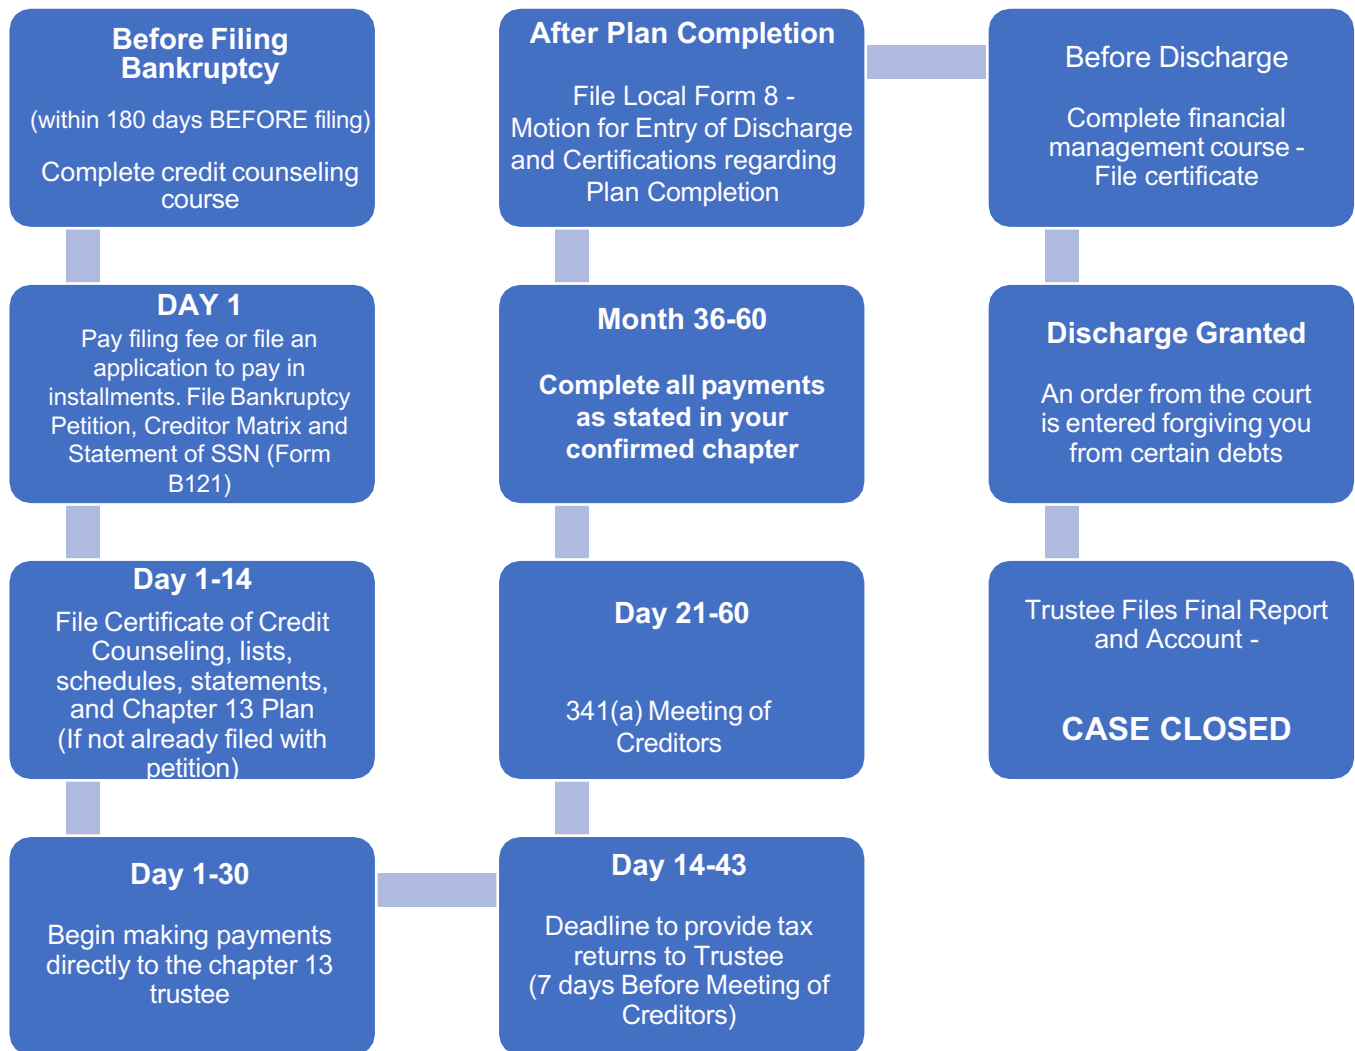 Before Filing
Bankruptcy
(within 180 days BEFORE filing)
Complete credit counseling
course
DAY 1
Pay filing fee or file an
application to pay in
installments. File Bankruptcy
Petition, Creditor Matrix and
Statement of SSN (Form
B121)
Day 1-14
File Certificate of Credit
Counseling, lists,
schedules, statements,
and Chapter 13 Plan
(If not already filed with
petition)
Day 1-30
Begin making payments
directly to the chapter 13
trustee
Day 14-43
Deadline to provide tax
returns to Trustee
(7 days Before Meeting of
Creditors)
Day 21-60
341(a) Meeting of
Creditors
Month 36-60
Complete all payments
as stated in your
confirmed chapter
After Plan Completion
File Local Form 8 -
Motion for Entry of Discharge
and Certifications regarding
Plan Completion
Before Discharge
Complete financial
management course -
File certificate
Discharge Granted
An order from the court
is entered forgiving you
from certain debts
Trustee Files Final Report
and Account -
CASE CLOSED